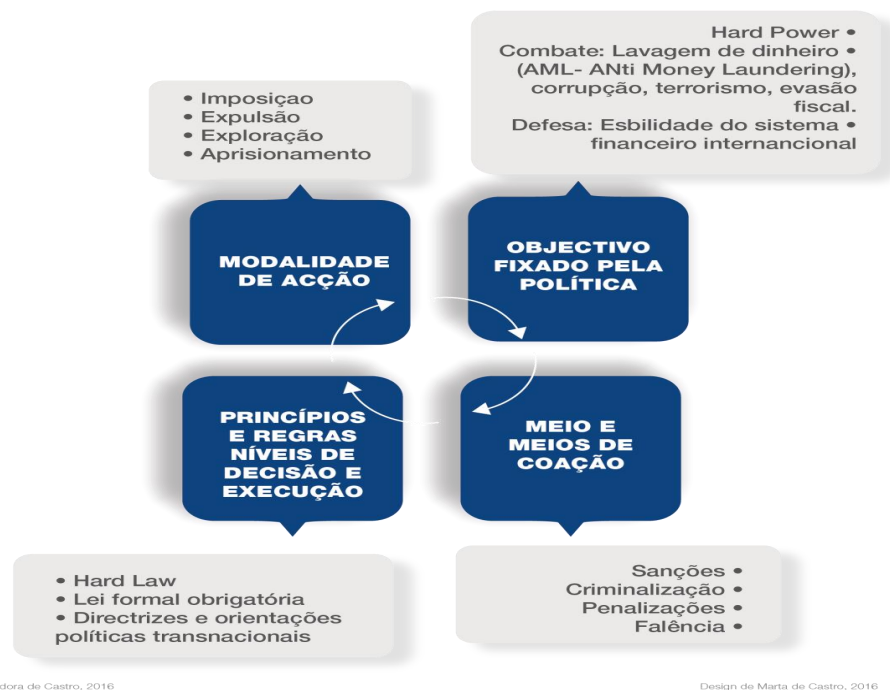 Hard Power •
Combate: Lavagem de dinheiro •
(AML- ANti Money Laundering),
corrupção, terrorismo, evasão
fiscal.
Defesa: Esbilidade do sistema •
financeiro internancional
• Imposiçao
• Expulsão
• Exploração
• Aprisionamento
MODALIDADE
DE ACÇÃO
OBJECTIVO
FIXADO PELA
POLÍTICA
PRINCÍPIOS
E REGRAS
NÍVEIS DE
DECISÃO E
EXECUÇÃO
MEIO E
MEIOS DE
COAÇÃO
• Hard Law
• Lei formal obrigatória
• Directrizes e orientações
políticas transnacionais
Sanções •
Criminalização •
Penalizações •
Falência •
dora de Castro, 2016
Design de Marta de Castro, 2016